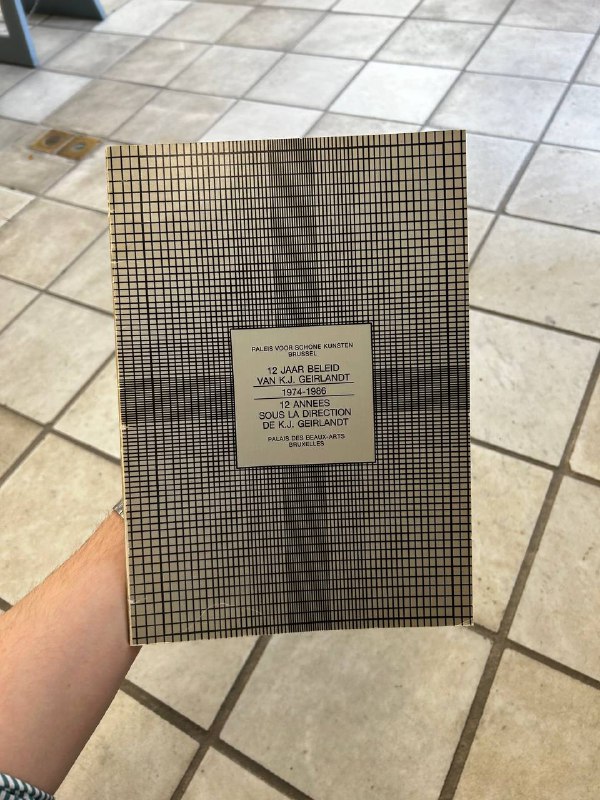 PALEIS VOOR SCHONE KUNSTEN
BRUSSEL
12 JAAR BELEID
VAN K.J. GEIRLANDT
1974-1986
12 ANNEES
SOUS LA DIRECTION
DE K.J. GEIRLANDT
PALAIS DES BEAUX-ARTS
BRUXELLES